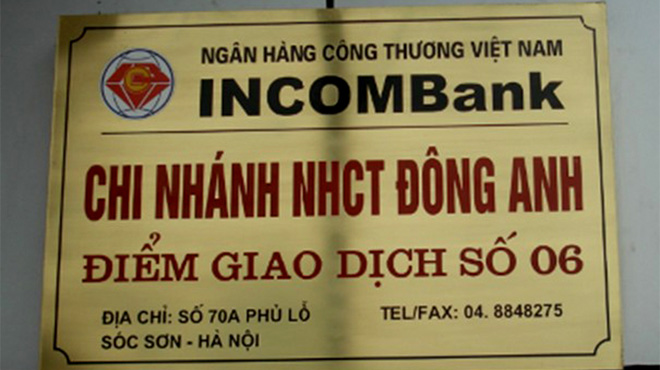 NGÂN HÀNG CÔNG THƯƠNG VIỆT NAM
INCOMBank
CHI NHÁNH NHCT ĐÔNG ANH
ĐIỂM GIAO DỊCH SỐ 06
ĐỊA CHỈ: SỐ 70A PHỦ LỖ TEL/FAX: 04. 8848275
SÓC SƠN - HÀ NỘI